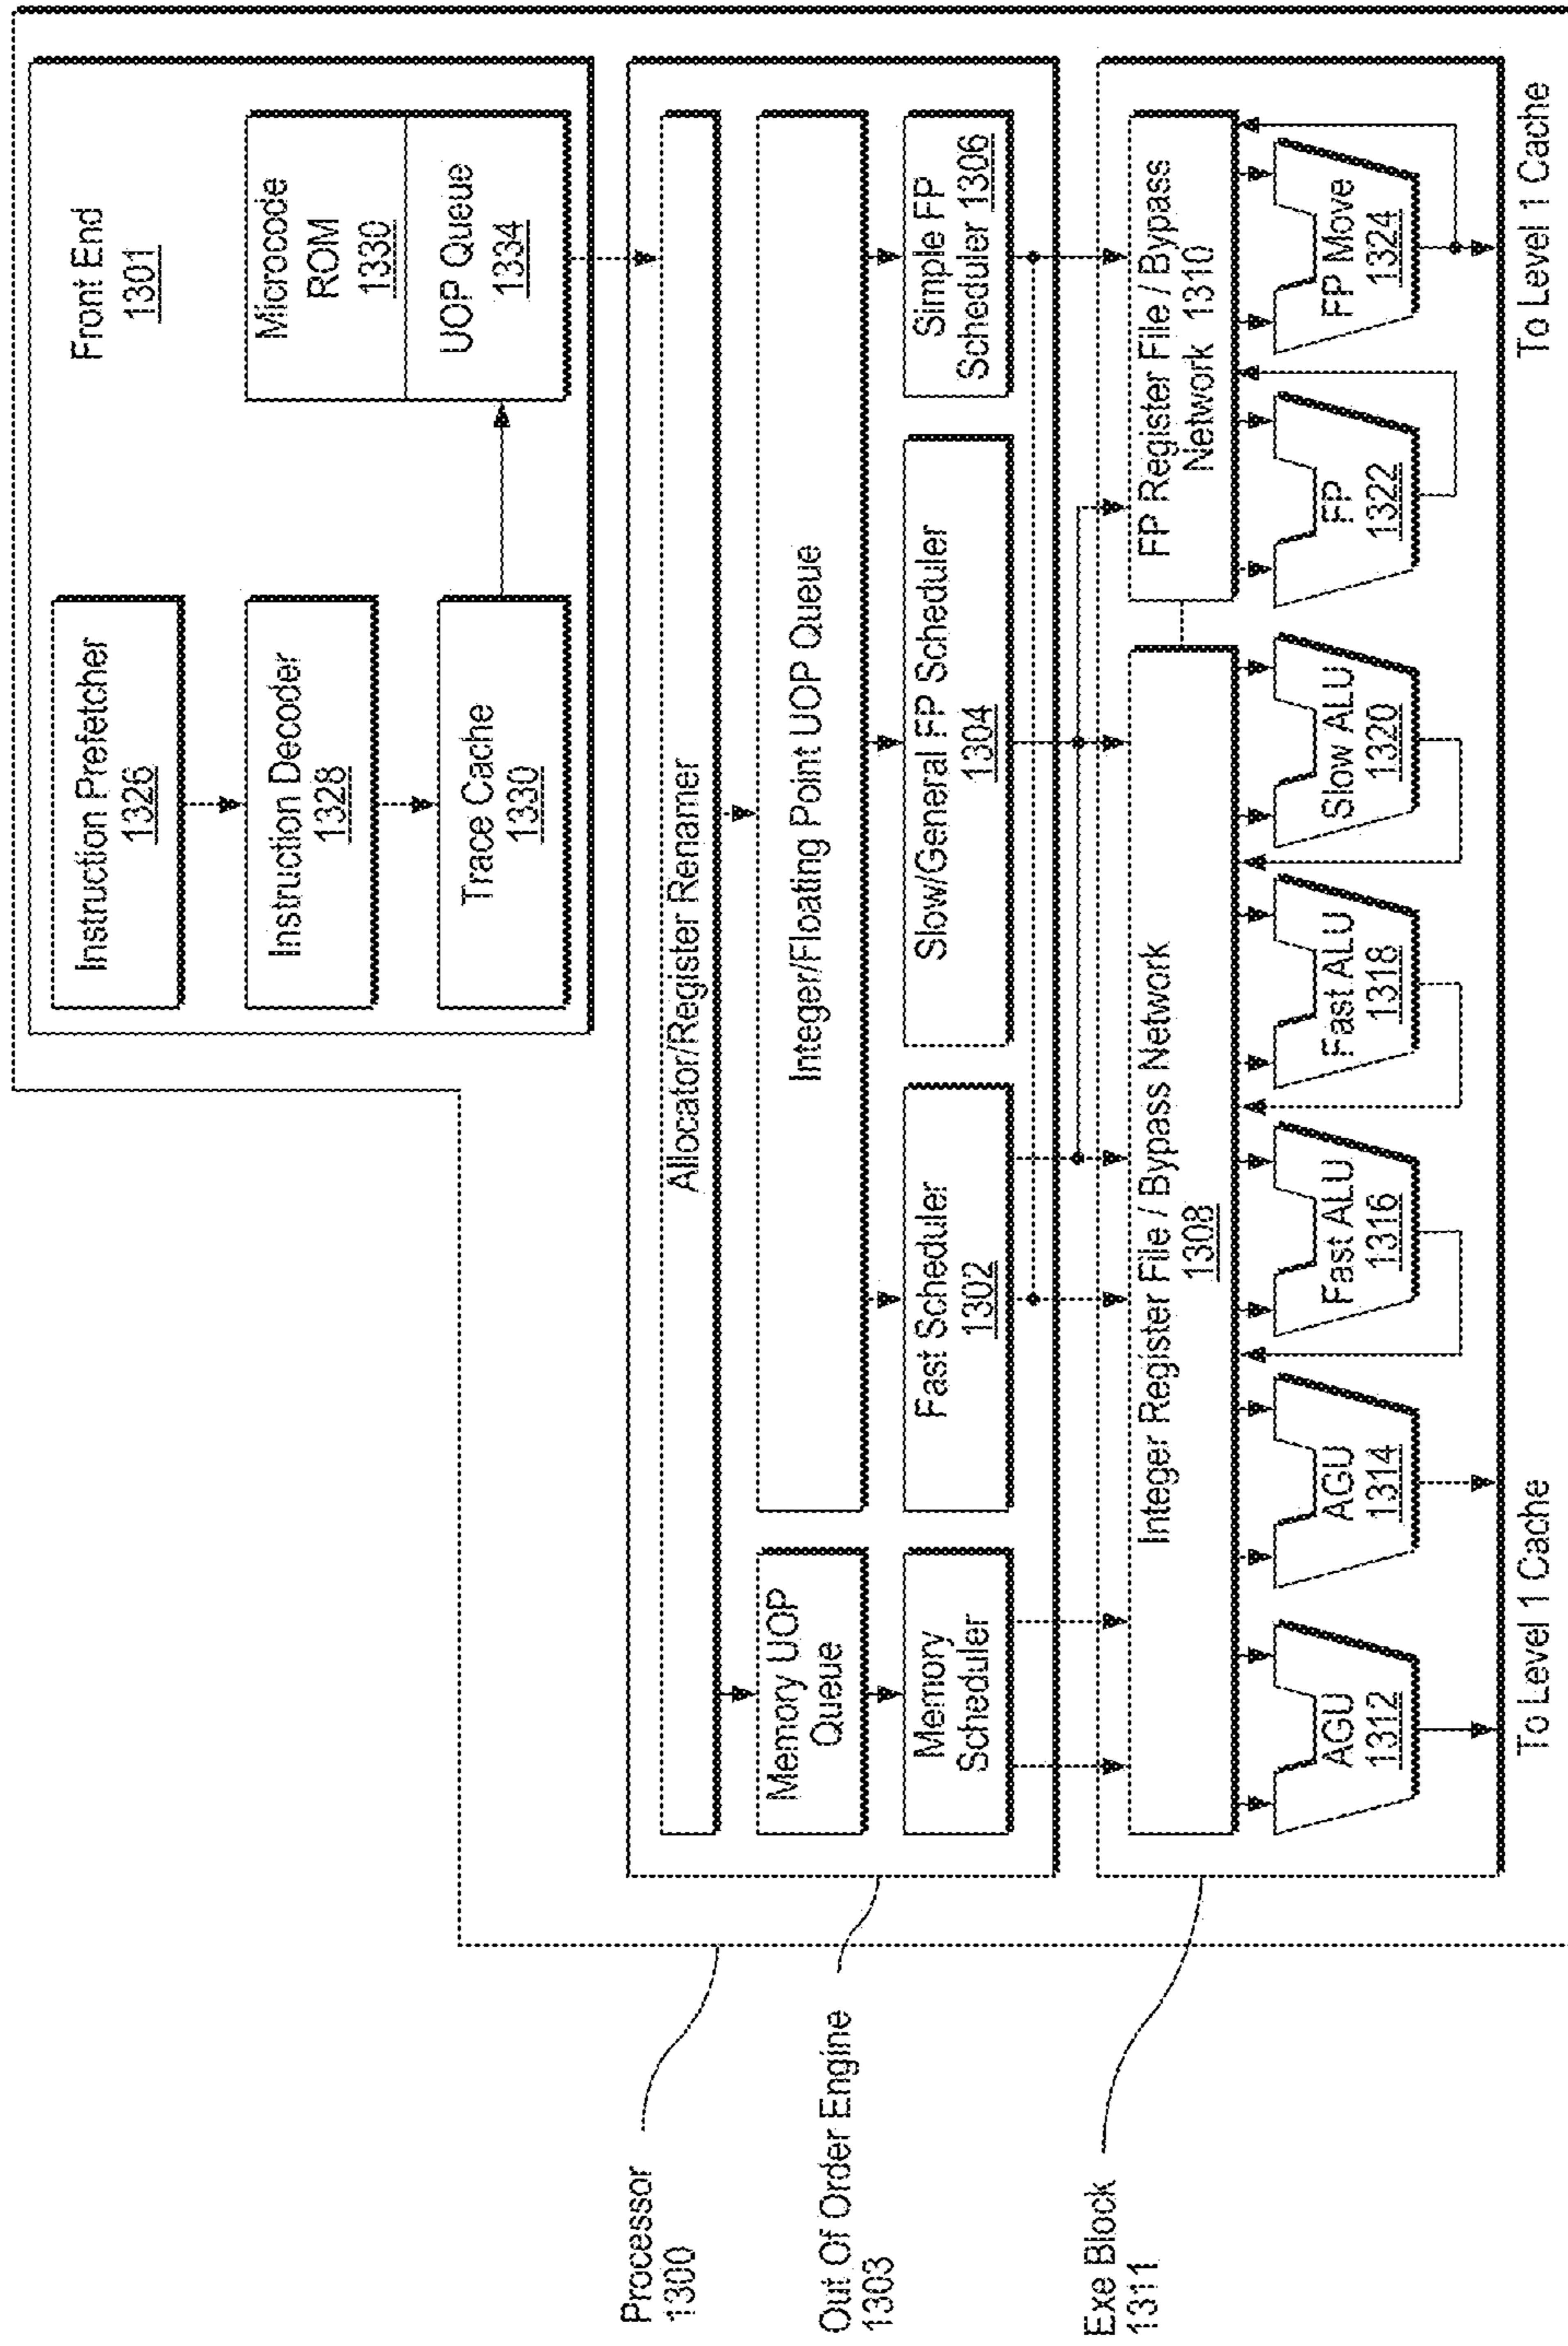 Front End
1301
Instruction Prefetcher
1326
Instruction Decoder
1328
Trace Cache
1330
Microcode
ROM
1330
UOP Queue
1334
Processor
1300
Out Of Order Engine
1303
Allocator/Register Renamer
Memory UOP
Queue
Integer/Floating Point UOP Queue
Memory
Scheduler
Fast Scheduler
1302
Slow/General FP Scheduler
1304
Simple FP
Scheduler 1306
Exe Block
1311
Integer Register File / Bypass Network
1308
FP Register File / Bypass
Network 1310
AGU
1312
AGU
1314
Fast ALU
1316
Fast ALU
1318
Slow ALU
1320
FP
1322
FP Move
1324
To Level 1 Cache
To Level 1 Cache